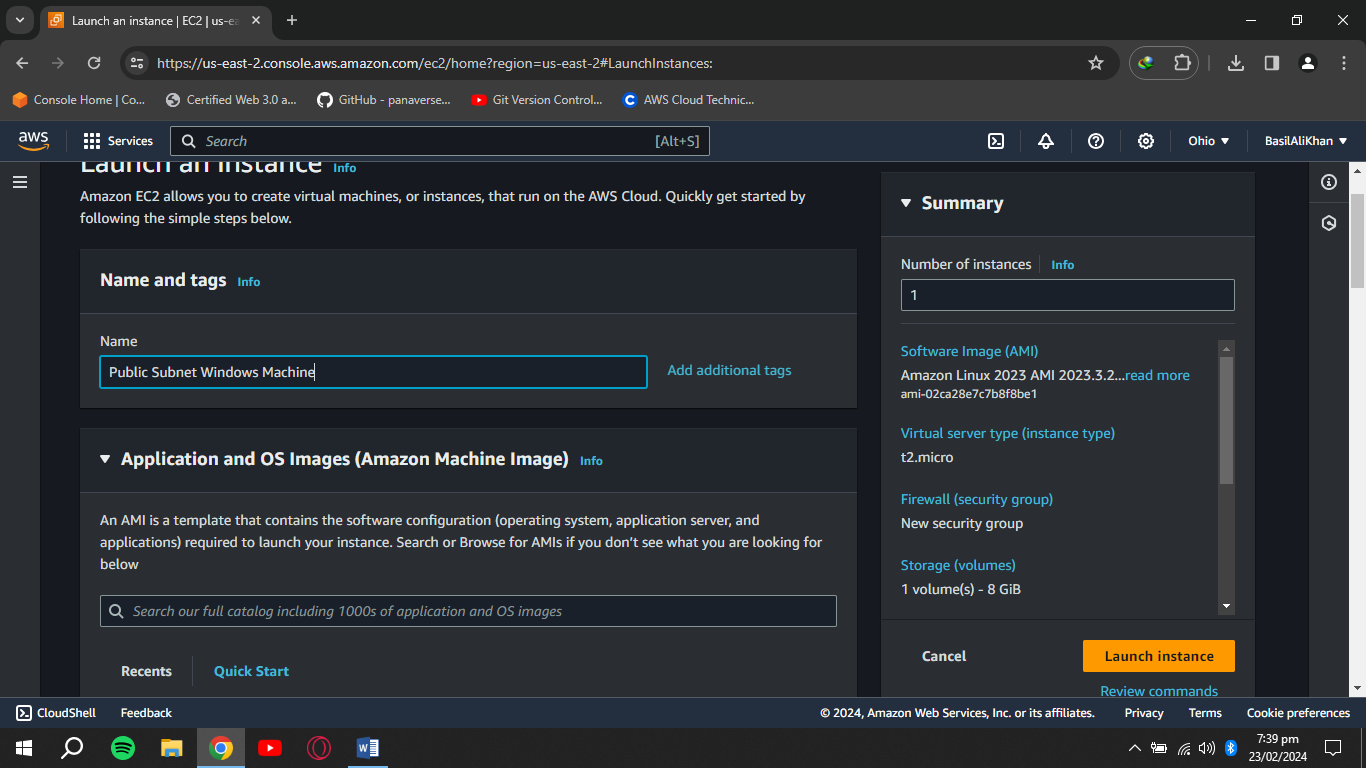 Launch an instance | EC2 | us-ea
https://us-east-2.console.aws.amazon.com/ec2/home?region=us-east-2#LaunchInstances:
Console Home | Co...
Certified Web 3.0 a...
GitHub - panaverse...
Git Version Control...
AWS Cloud Technic...
aws
Services
Search
[Alt+S]
Ohio
BasilAliKhan
Launch an instance Info
Amazon EC2 allows you to create virtual machines, or instances, that run on the AWS Cloud. Quickly get started by
following the simple steps below.
Name and tags Info
Name
Public Subnet Windows Machine
Add additional tags
Application and OS Images (Amazon Machine Image) Info
An AMI is a template that contains the software configuration (operating system, application server, and
applications) required to launch your instance. Search or Browse for AMIs if you don't see what you are looking for
below
Search our full catalog including 1000s of application and OS images
Recents
Quick Start
Summary
Number of instances Info
1
Software Image (AMI)
Amazon Linux 2023 AMI 2023.3.2...read more
ami-02ca28e7c7b8f8be1
Virtual server type (instance type)
t2.micro
Firewall (security group)
New security group
Storage (volumes)
1 volume(s) - 8 GiB
Cancel
Launch instance
Review commands
CloudShell
Feedback
© 2024, Amazon Web Services, Inc. or its affiliates.
Privacy
Terms
Cookie preferences
7:39 pm
23/02/2024